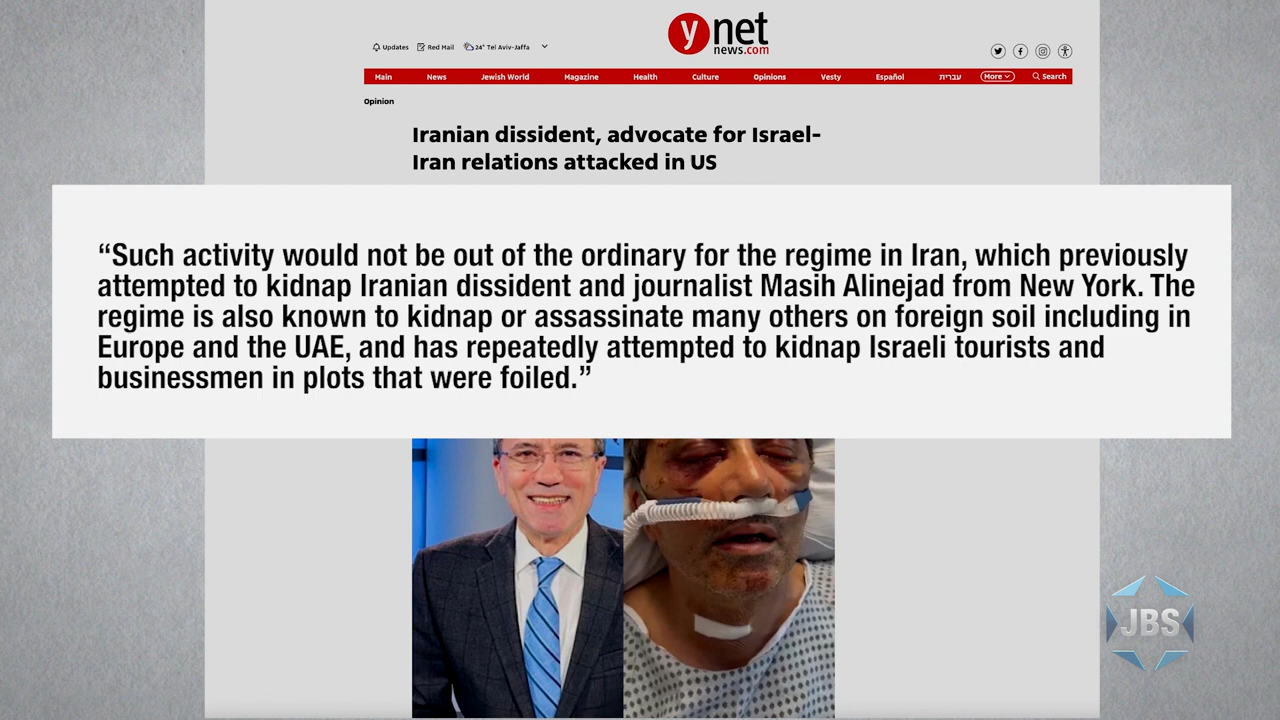 y net
news.com
Updates Red Mail 24° Tel Aviv-Jaffa
Main News Jewish World Magazine Health Culture Opinions Vesty Español עברית More Search
Opinion
Iranian dissident, advocate for Israel-
Iran relations attacked in US
“Such activity would not be out of the ordinary for the regime in Iran, which previously
attempted to kidnap Iranian dissident and journalist Masih Alinejad from New York. The
regime is also known to kidnap or assassinate many others on foreign soil including in
Europe and the UAE, and has repeatedly attempted to kidnap Israeli tourists and
businessmen in plots that were foiled.”
JBS